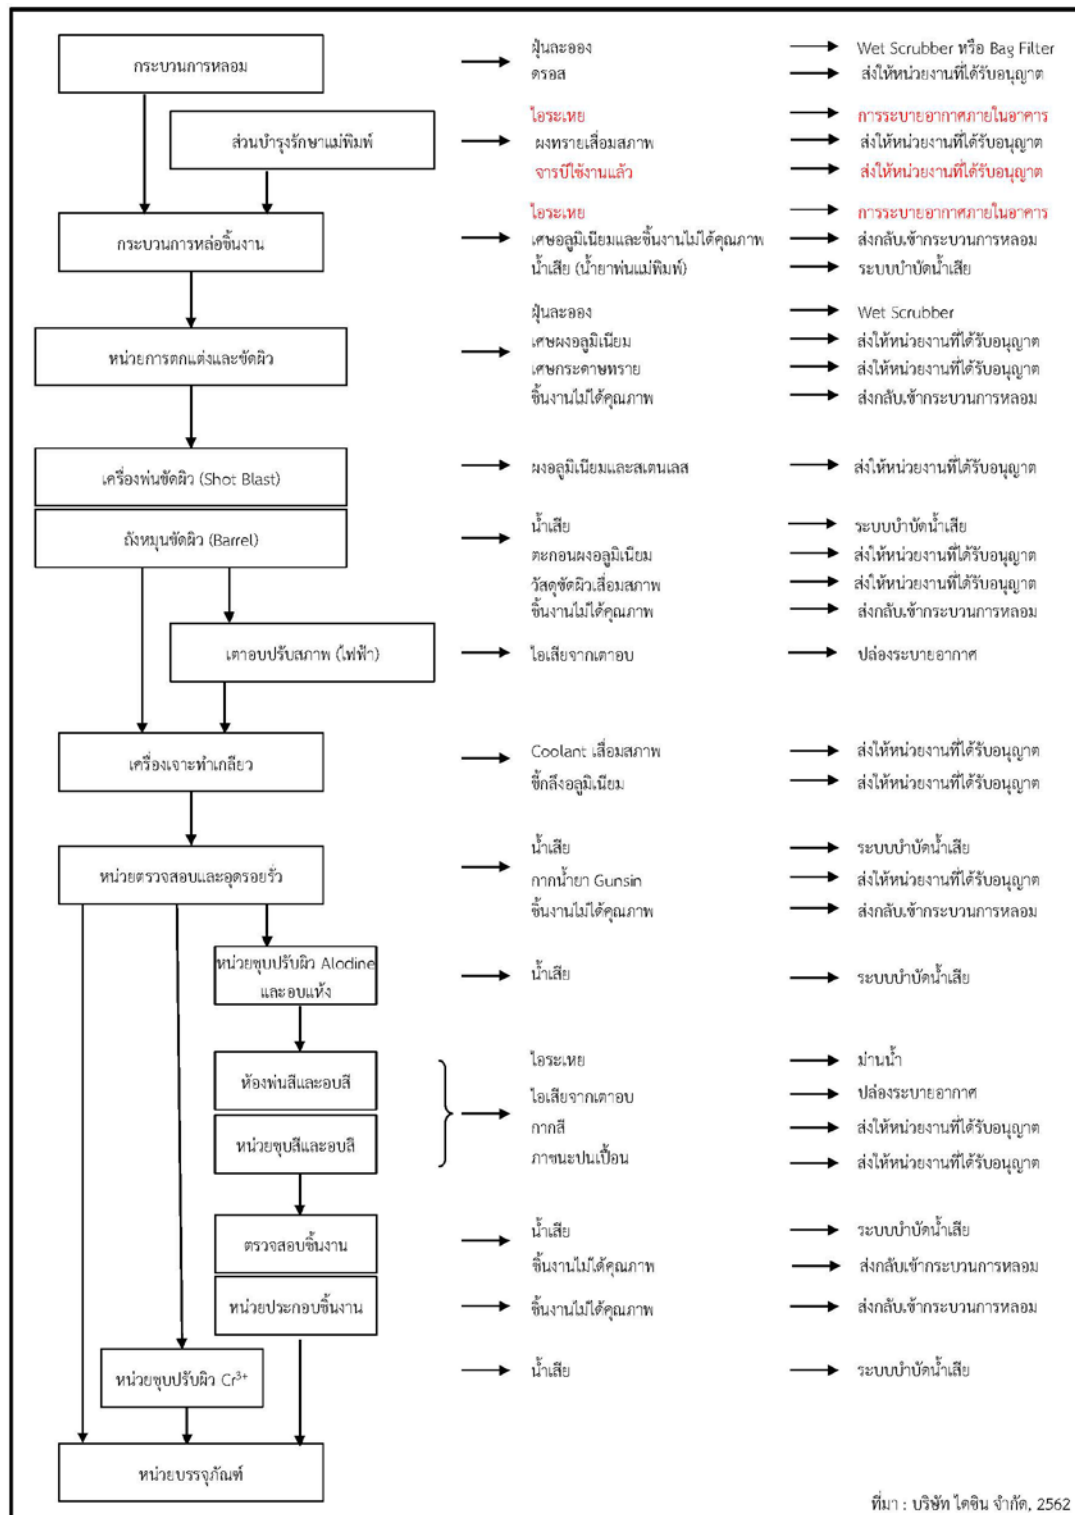 กระบวนการหลอม
ฝุ่นละออง
Wet Scrubber หรือ Bag Filter
ดรอส
ส่งให้หน่วยงานที่ได้รับอนุญาต
ส่วนบำรุงรักษาแม่พิมพ์
ไอระเหย
การระบายอากาศภายในอาคาร
ผงทรายเสื่อมสภาพ
ส่งให้หน่วยงานที่ได้รับอนุญาต
จารบีใช้งานแล้ว
ส่งให้หน่วยงานที่ได้รับอนุญาต
กระบวนการหล่อชิ้นงาน
ไอระเหย
การระบายอากาศภายในอาคาร
เศษอลูมิเนียมและชิ้นงานไม่ได้คุณภาพ
ส่งกลับเข้ากระบวนการหลอม
น้ำเสีย (น้ำยาพ่นแม่พิมพ์)
ระบบบำบัดน้ำเสีย
หน่วยการตกแต่งและขัดผิว
ฝุ่นละออง
Wet Scrubber
เศษผงอลูมิเนียม
ส่งให้หน่วยงานที่ได้รับอนุญาต
เศษกระดาษทราย
ส่งให้หน่วยงานที่ได้รับอนุญาต
ชิ้นงานไม่ได้คุณภาพ
ส่งกลับเข้ากระบวนการหลอม
เครื่องพ่นขัดผิว (Shot Blast)
ผงอลูมิเนียมและสเตนเลส
ส่งให้หน่วยงานที่ได้รับอนุญาต
ถังหมุนขัดผิว (Barrel)
น้ำเสีย
ระบบบำบัดน้ำเสีย
ตะกอนผงอลูมิเนียม
ส่งให้หน่วยงานที่ได้รับอนุญาต
วัสดุขัดผิวเสื่อมสภาพ
ส่งให้หน่วยงานที่ได้รับอนุญาต
ชิ้นงานไม่ได้คุณภาพ
ส่งกลับเข้ากระบวนการหลอม
เตาอบปรับสภาพ (ไฟฟ้า)
ไอเสียจากเตาอบ
ปล่องระบายอากาศ
เครื่องเจาะทำเกลียว
Coolant เสื่อมสภาพ
ส่งให้หน่วยงานที่ได้รับอนุญาต
ขี้กลึงอลูมิเนียม
ส่งให้หน่วยงานที่ได้รับอนุญาต
หน่วยตรวจสอบและอุดรอยรั่ว
น้ำเสีย
ระบบบำบัดน้ำเสีย
กากน้ำยา Gunsin
ส่งให้หน่วยงานที่ได้รับอนุญาต
ชิ้นงานไม่ได้คุณภาพ
ส่งกลับเข้ากระบวนการหลอม
หน่วยชุบปรับผิว Alodine
และอบแห้ง
น้ำเสีย
ระบบบำบัดน้ำเสีย
ห้องพ่นสีและอบสี
หน่วยชุบสีและอบสี
ไอระเหย
ม่านน้ำ
ไอเสียจากเตาอบ
ปล่องระบายอากาศ
กากสี
ส่งให้หน่วยงานที่ได้รับอนุญาต
ภาชนะปนเปื้อน
ส่งให้หน่วยงานที่ได้รับอนุญาต
ตรวจสอบชิ้นงาน
น้ำเสีย
ระบบบำบัดน้ำเสีย
ชิ้นงานไม่ได้คุณภาพ
ส่งกลับเข้ากระบวนการหลอม
หน่วยประกอบชิ้นงาน
ชิ้นงานไม่ได้คุณภาพ
ส่งกลับเข้ากระบวนการหลอม
หน่วยชุบปรับผิว Cr³⁺
น้ำเสีย
ระบบบำบัดน้ำเสีย
หน่วยบรรจุภัณฑ์
ที่มา : บริษัท ไดซิน จำกัด, 2562